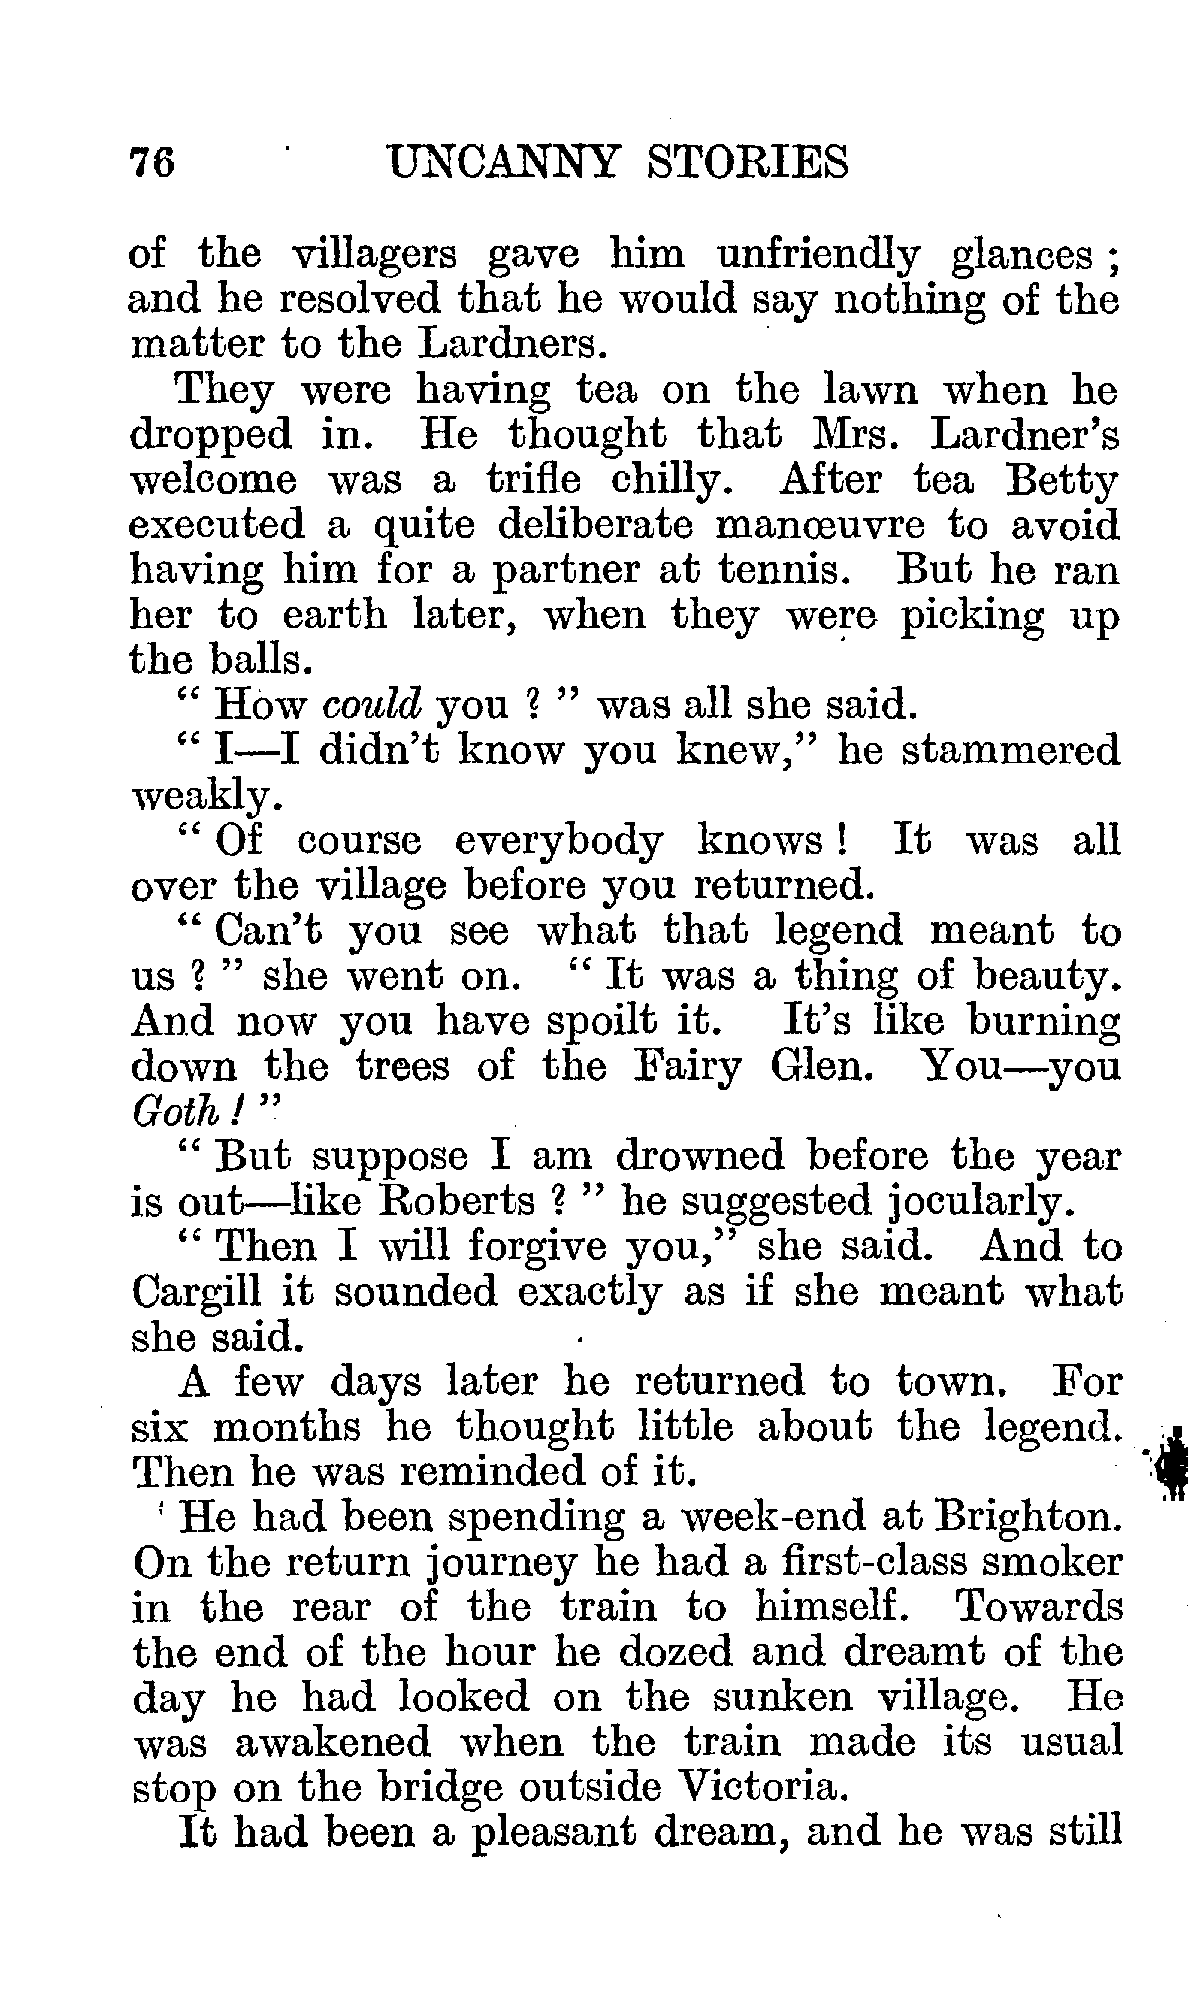 76 UNCANNY STORIES
of the villagers gave him unfriendly glances ;
and he resolved that he would say nothing of the
matter to the Lardners.
They were having tea on the lawn when he
dropped in. He thought that Mrs. Lardner's
welcome was a trifle chilly. After tea Betty
executed a quite deliberate manœuvre to avoid
having him for a partner at tennis. But he ran
her to earth later, when they were picking up
the balls.
“ How could you ? ” was all she said.
“ I—I didn't know you knew,” he stammered
weakly.
“ Of course everybody knows ! It was all
over the village before you returned.
“ Can't you see what that legend meant to
us ? ” she went on. “ It was a thing of beauty.
And now you have spoilt it. It's like burning
down the trees of the Fairy Glen. You—you
Goth ! ”
“ But suppose I am drowned before the year
is out—like Roberts ? ” he suggested jocularly.
“ Then I will forgive you,” she said. And to
Cargill it sounded exactly as if she meant what
she said.
A few days later he returned to town. For
six months he thought little about the legend.
Then he was reminded of it.
He had been spending a week-end at Brighton.
On the return journey he had a first-class smoker
in the rear of the train to himself. Towards
the end of the hour he dozed and dreamt of the
day he had looked on the sunken village. He
was awakened when the train made its usual
stop on the bridge outside Victoria.
It had been a pleasant dream, and he was still